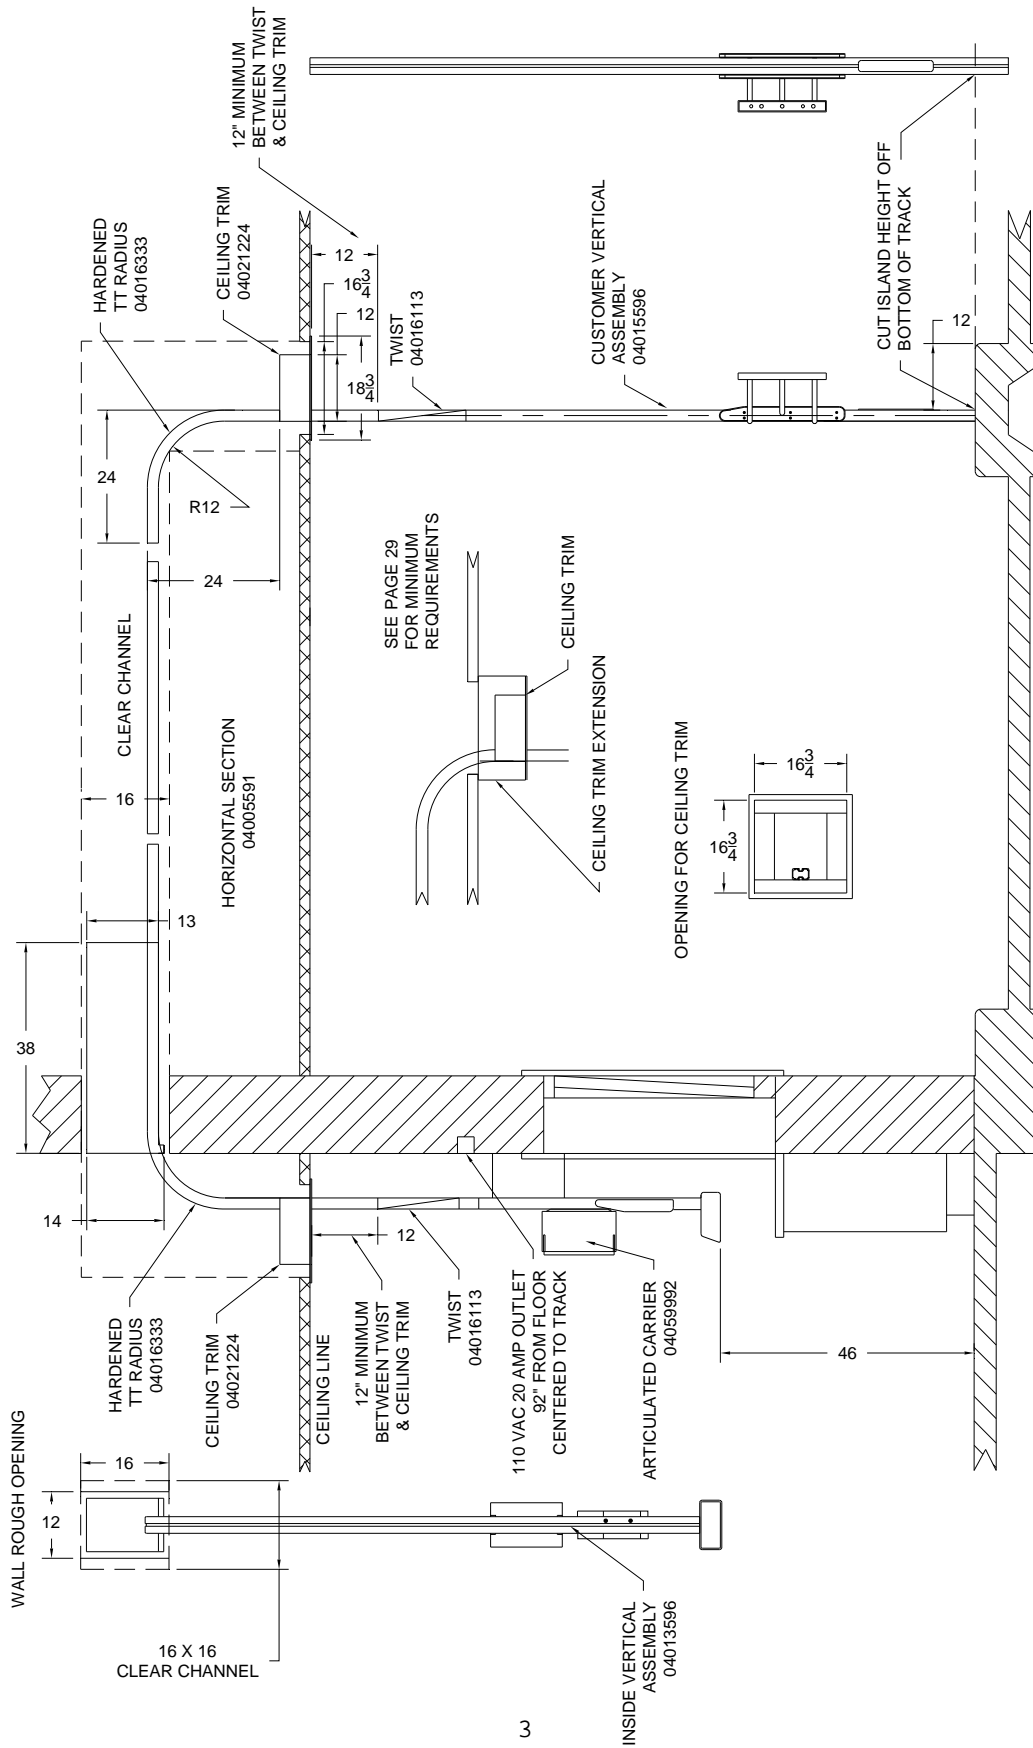 WALL ROUGH OPENING
16
12
16 X 16
CLEAR CHANNEL
INSIDE VERTICAL
ASSEMBLY
04013596
38
14
13
HARDENED
TT RADIUS
04016333
CEILING TRIM
04021224
CEILING LINE
12" MINIMUM
BETWEEN TWIST
& CEILING TRIM
12
TWIST
04016113
110 VAC 20 AMP OUTLET
92" FROM FLOOR
CENTERED TO TRACK
ARTICULATED CARRIER
04059992
46
16
CLEAR CHANNEL
HORIZONTAL SECTION
04005591
24
24
R12
SEE PAGE 29
FOR MINIMUM
REQUIREMENTS
CEILING TRIM
CEILING TRIM EXTENSION
OPENING FOR CEILING TRIM
16 3/4
16 3/4
HARDENED
TT RADIUS
04016333
CEILING TRIM
04021224
12" MINIMUM
BETWEEN TWIST
& CEILING TRIM
12
16 3/4
12
18 3/4
TWIST
04016113
CUSTOMER VERTICAL
ASSEMBLY
04015596
CUT ISLAND HEIGHT OFF
BOTTOM OF TRACK
12
3